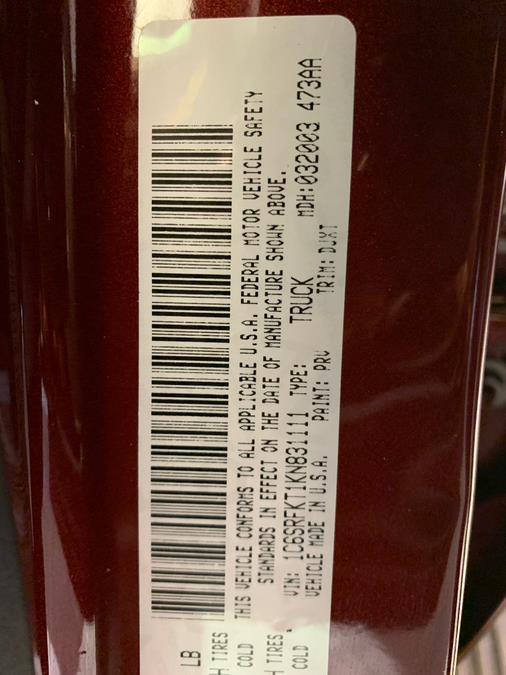 LB
H TIRES
COLD
THIS VEHICLE CONFORMS TO ALL APPLICABLE U.S.A. FEDERAL MOTOR VEHICLE SAFETY
STANDARDS IN EFFECT ON THE DATE OF MANUFACTURE SHOWN ABOVE.
H TIRES.
COLD
VIN: 1C6SRFKT1KN831111 TYPE: TRUCK MDH:032003 473AA
VEHICLE MADE IN U.S.A. PAINT: PRV TRIM: DJXT